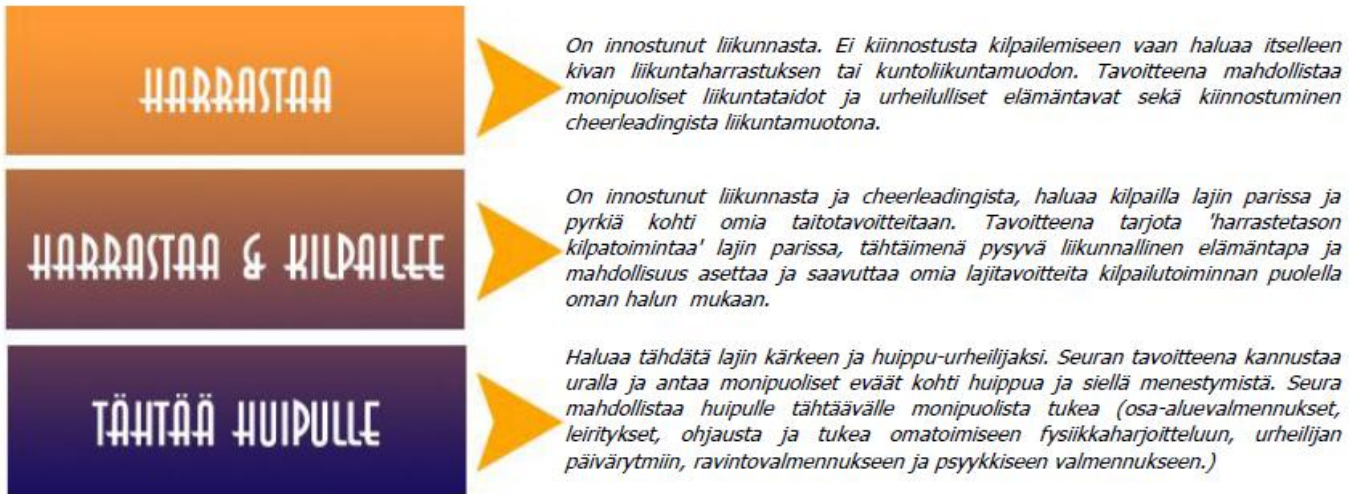 HARRASTAA
On innostunut liikunnasta. Ei kiinnostusta kilpailemiseen vaan haluaa itselleen
kivan liikuntaharrastuksen tai kuntoliikuntamuodon. Tavoitteena mahdollistaa
monipuoliset liikuntataidot ja urheilulliset elämäntavat sekä kiinnostuminen
cheerleadingista liikuntamuotona.
HARRASTAA & KILPAILEE
On innostunut liikunnasta ja cheerleadingista, haluaa kilpailla lajin parissa ja
pyrkiä kohti omia taitotavoitteitaan. Tavoitteena tarjota 'harrastetason
kilpatoimintaa' lajin parissa, tähtäimenä pysyvä liikunnallinen elämäntapa ja
mahdollisuus asettaa ja saavuttaa omia lajitavoitteita kilpailutoiminnan puolella
oman halun mukaan.
TÄHTÄÄ HUIPULLE
Haluaa tähdätä lajin kärkeen ja huippu-urheilijaksi. Seuran tavoitteena kannustaa
uralla ja antaa monipuoliset eväät kohti huippua ja siellä menestymistä. Seura
mahdollistaa huipulle tähtäävälle monipuolista tukea (osa-aluevalmennukset,
leiritykset, ohjausta ja tukea omatoimiseen fysiikkaharjoitteluun, urheilijan
päivärytmiin, ravintovalmennukseen ja psyykkiseen valmennukseen.)